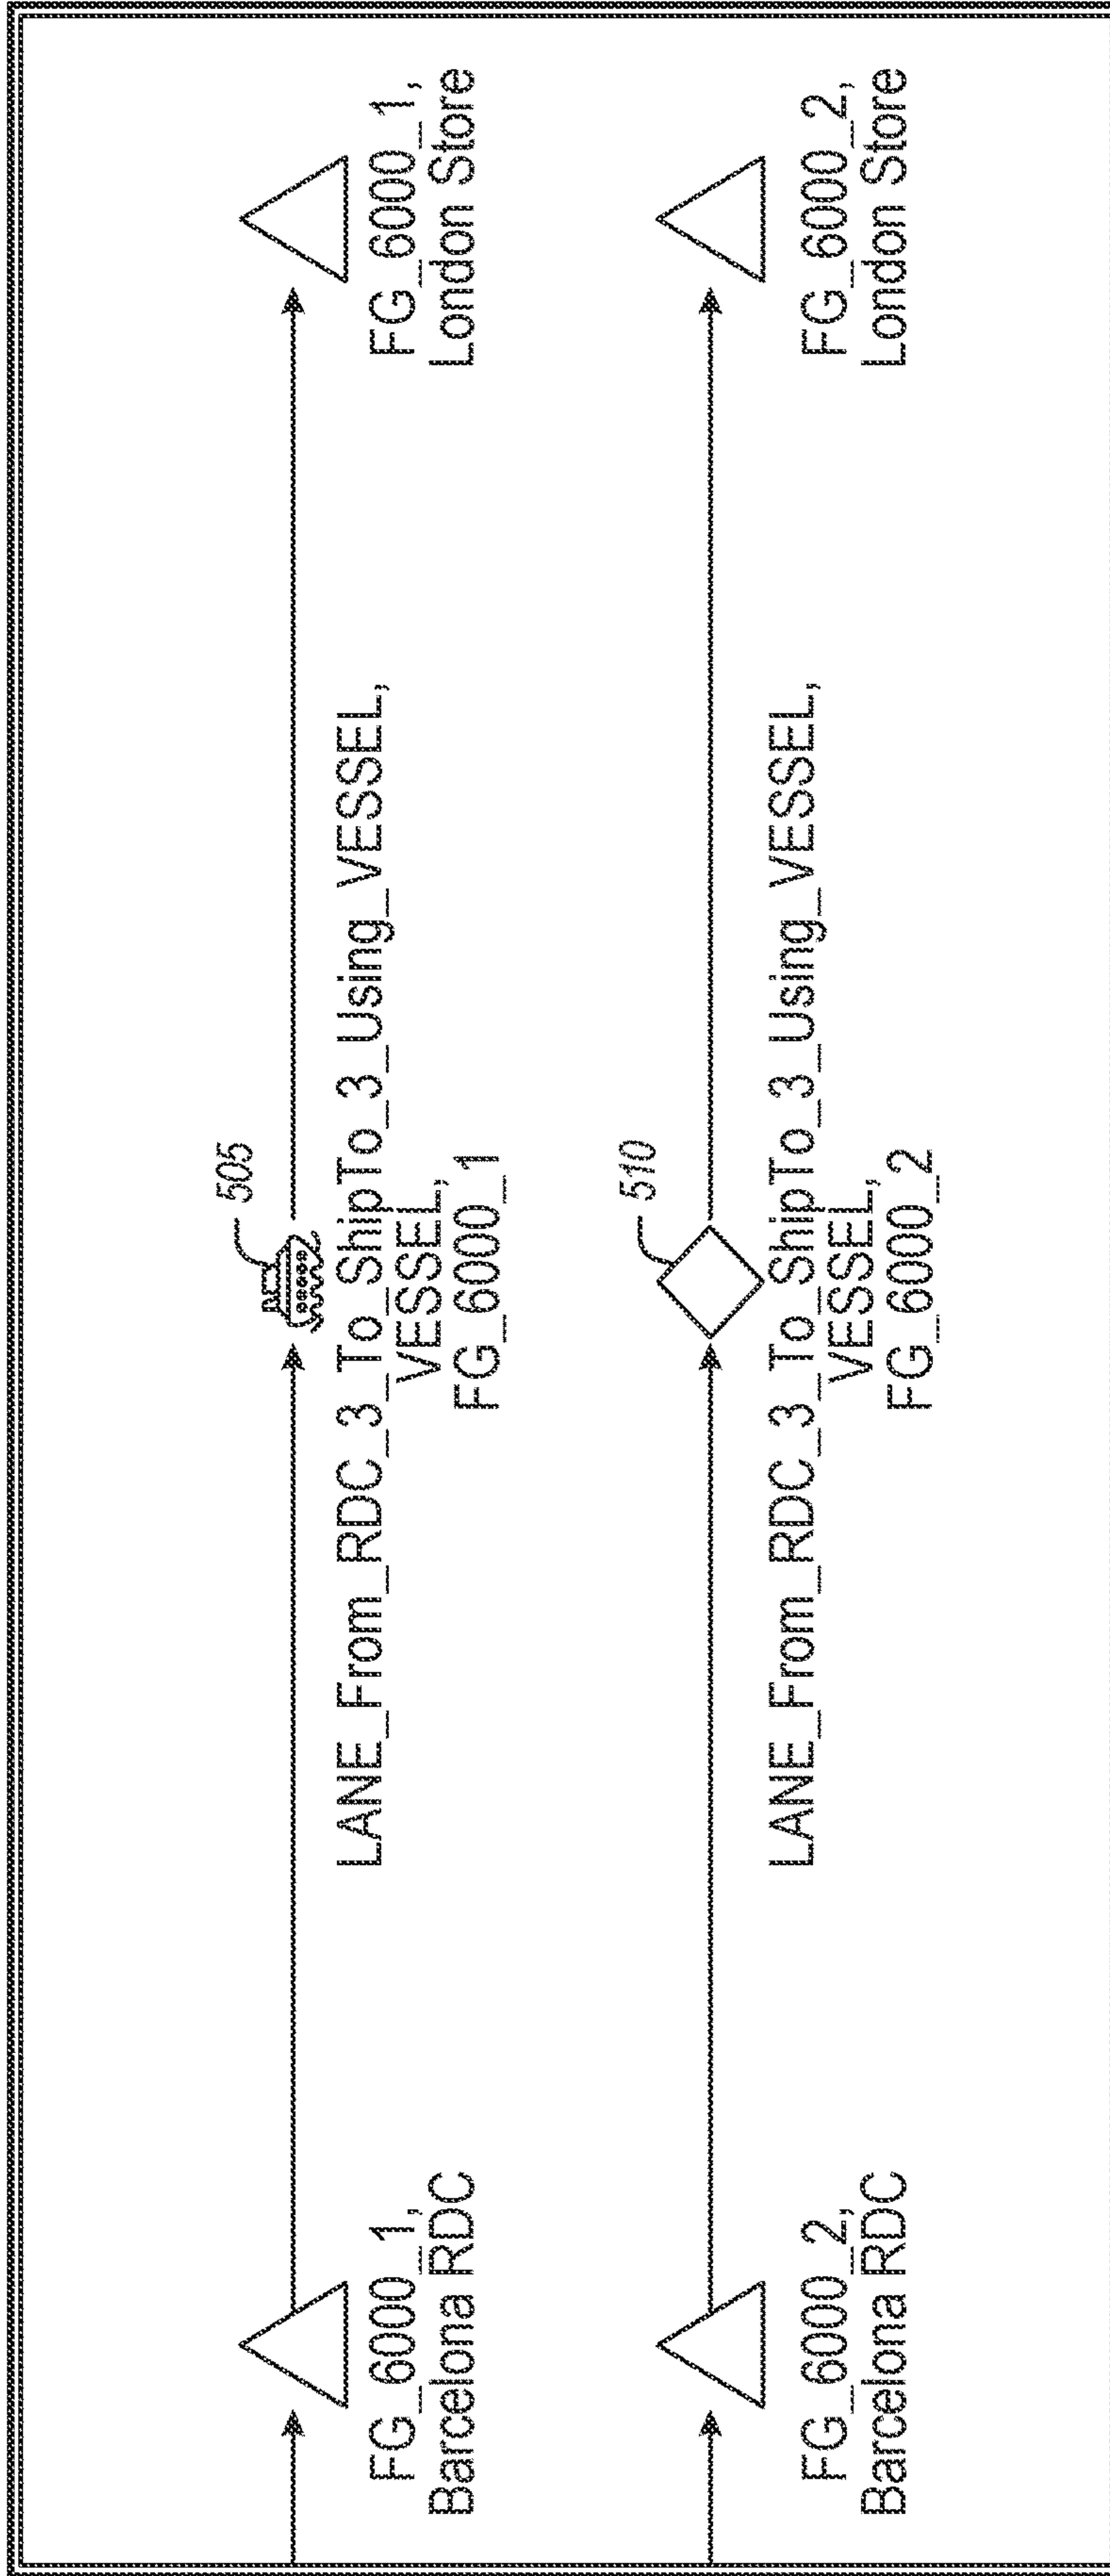 505
FG_6000_1,
Barcelona RDC
LANE_From_RDC_3_To_ShipTo_3_Using_VESSEL,
VESSEL,
FG_6000_1
FG_6000_1,
London Store
510
FG_6000_2,
Barcelona RDC
LANE_From_RDC_3_To_ShipTo_3_Using_VESSEL,
VESSEL,
FG_6000_2
FG_6000_2,
London Store